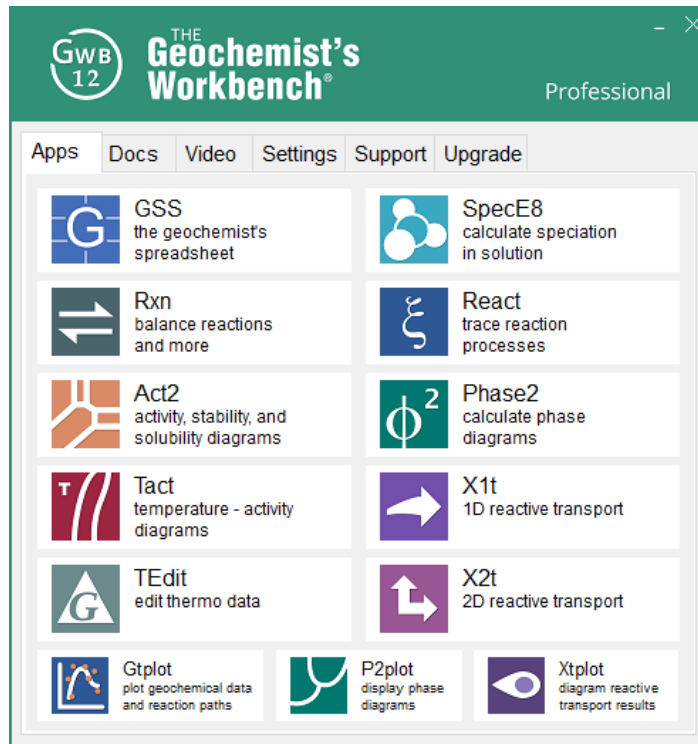 GWB
12
THE
Geochemist's
Workbench®
Professional
Apps Docs Video Settings Support Upgrade
GSS
the geochemist's
spreadsheet
SpecE8
calculate speciation
in solution
Rxn
balance reactions
and more
React
trace reaction
processes
Act2
activity, stability, and
solubility diagrams
Phase2
calculate phase
diagrams
Tact
temperature - activity
diagrams
X1t
1D reactive transport
TEdit
edit thermo data
X2t
2D reactive transport
Gtplot
plot geochemical data
and reaction paths
P2plot
display phase
diagrams
Xtplot
diagram reactive
transport results
G
ξ
ϕ2
T
G